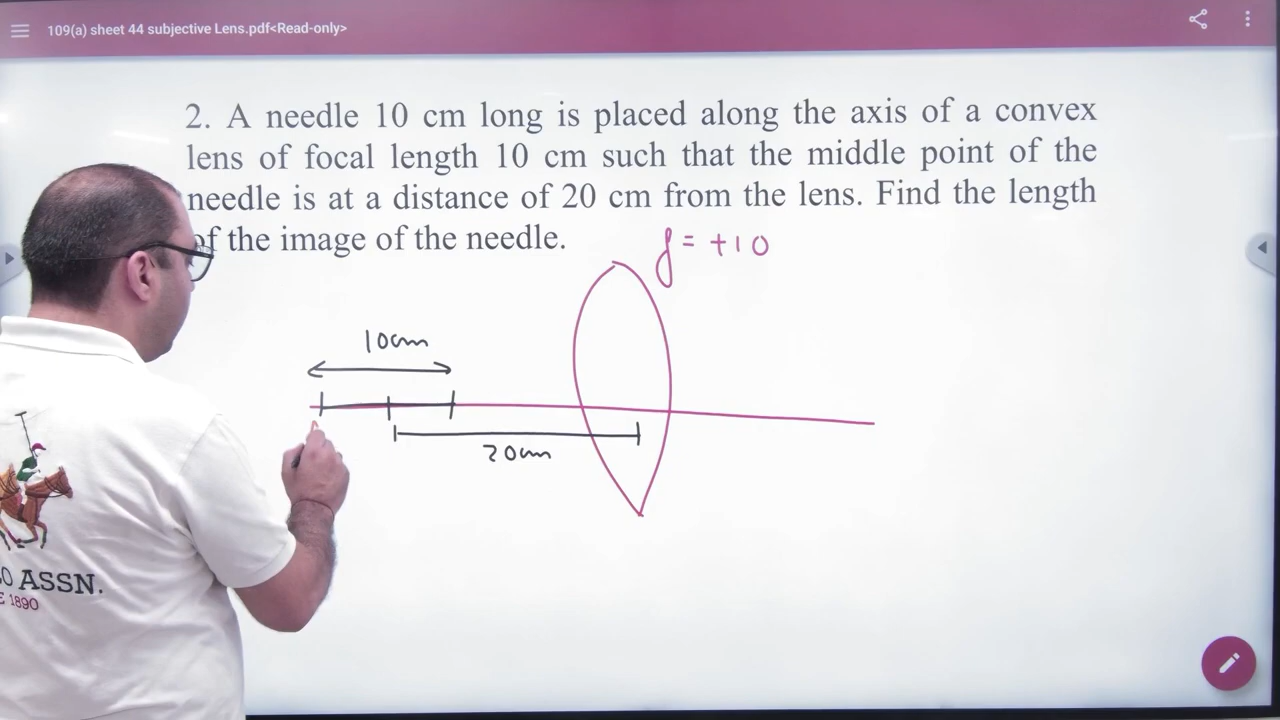 109(a) sheet 44 subjective Lens.pdf<Read-only>
2. A needle 10 cm long is placed along the axis of a convex
lens of focal length 10 cm such that the middle point of the
needle is at a distance of 20 cm from the lens. Find the length
of the image of the needle.
f = +10
10cm
20cm
ASSN.
1890